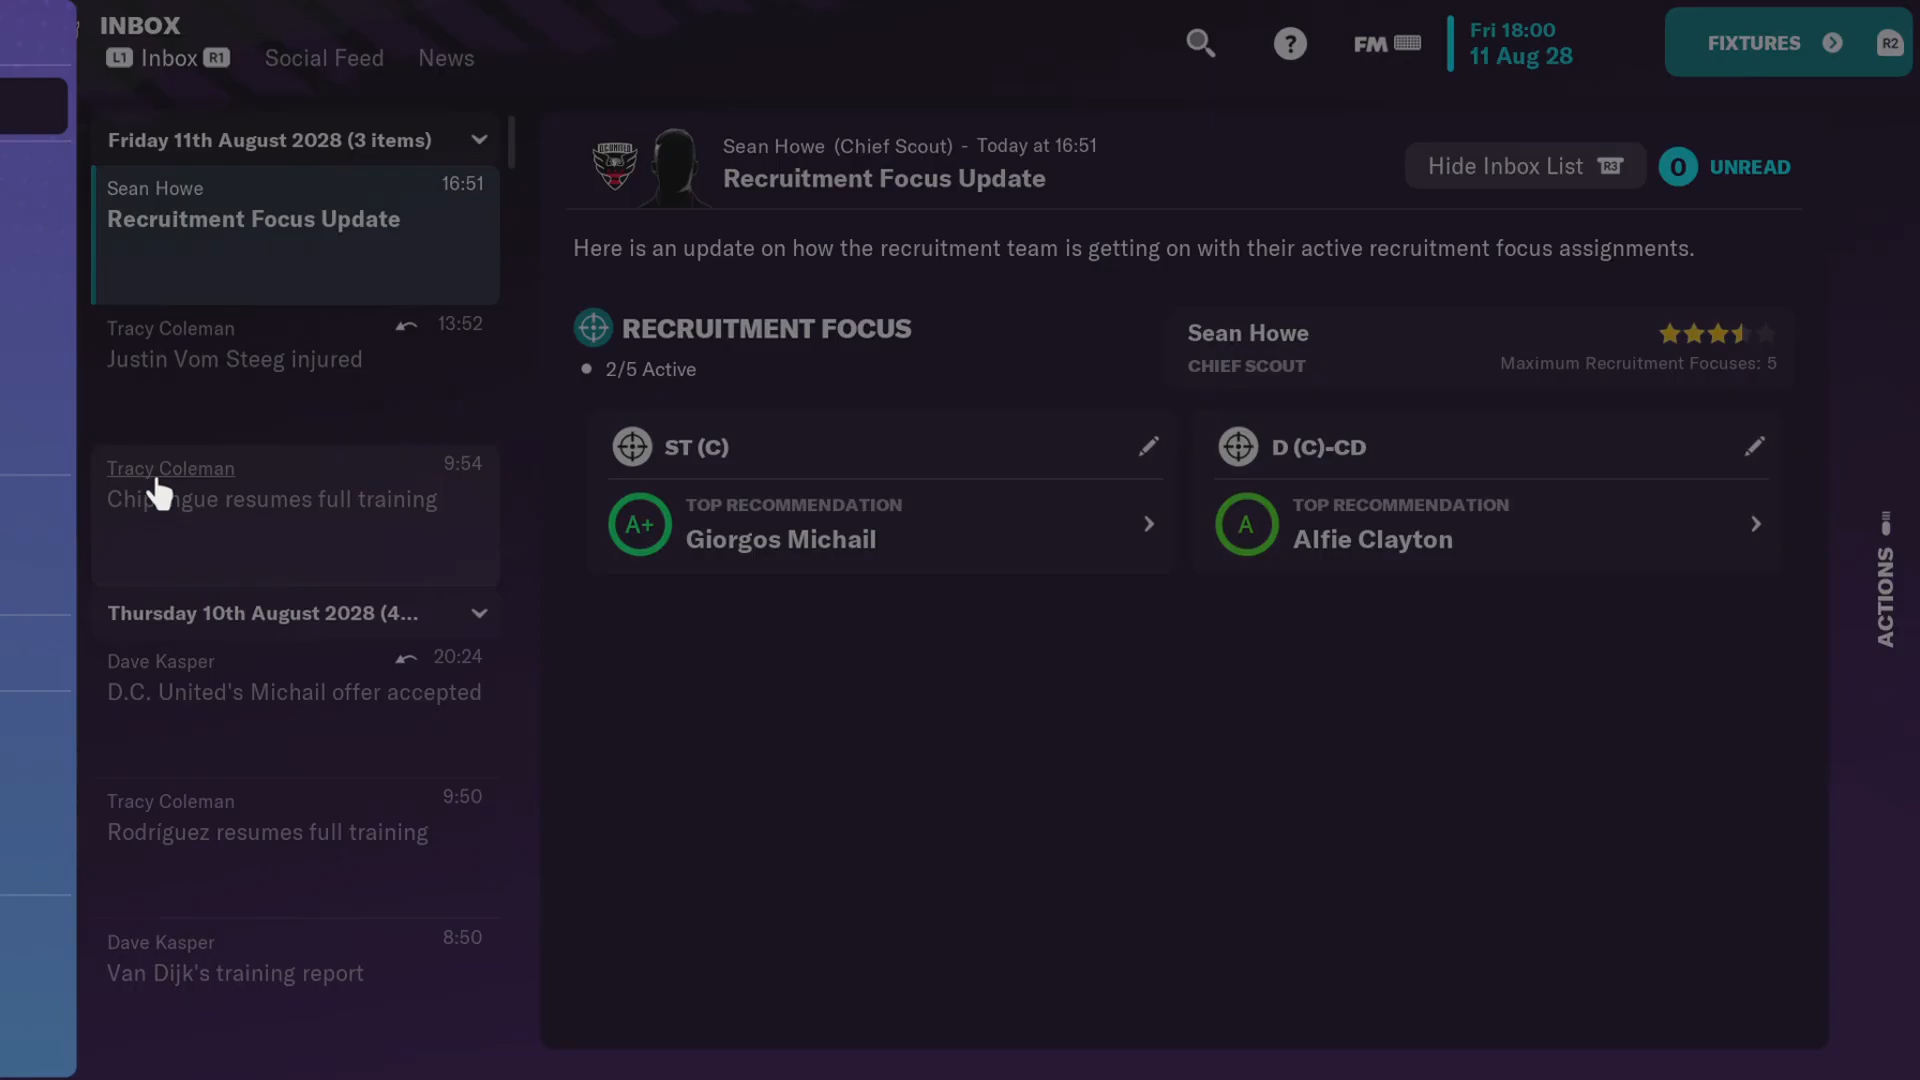 INBOX
L1 Inbox R1 Social Feed News
FM
Fri 18:00
11 Aug 28
FIXTURES R2
Friday 11th August 2028 (3 items)
Sean Howe 16:51
Recruitment Focus Update
Tracy Coleman 13:52
Justin Vom Steeg injured
Tracy Coleman 9:54
resumes full training
Thursday 10th August 2028 (4...
Dave Kasper 20:24
D.C. United's Michail offer accepted
Tracy Coleman 9:50
Rodríguez resumes full training
Dave Kasper 8:50
Van Dijk's training report
Sean Howe (Chief Scout) - Today at 16:51
Recruitment Focus Update
Hide Inbox List R3
0 UNREAD
Here is an update on how the recruitment team is getting on with their active recruitment focus assignments.
RECRUITMENT FOCUS
2/5 Active
Sean Howe
CHIEF SCOUT
Maximum Recruitment Focuses: 5
ST (C)
A+
TOP RECOMMENDATION
Giorgos Michail
D (C)-CD
A
TOP RECOMMENDATION
Alfie Clayton
ACTIONS